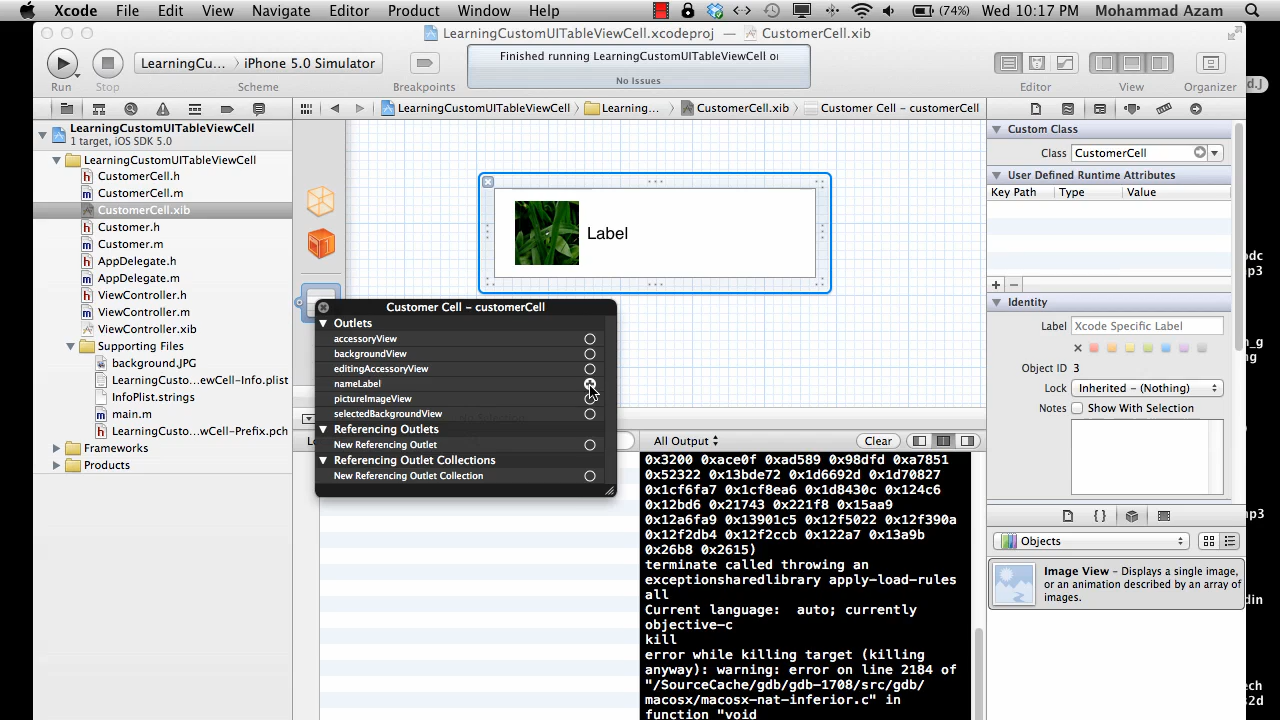 Xcode File Edit View Navigate Editor Product Window Help (74%) Wed 10:17 PM Mohammad Azam
LearningCustomUITableViewCell.xcodeproj — CustomerCell.xib
LearningCu... iPhone 5.0 Simulator
Finished running LearningCustomUITableViewCell or
No Issues
Run Stop Scheme Breakpoints Editor View Organizer
LearningCustomUITableViewCell Learning... CustomerCell.xib Customer Cell – customerCell
LearningCustomUITableViewCell
1 target, iOS SDK 5.0
LearningCustomUITableViewCell
CustomerCell.h
CustomerCell.m
CustomerCell.xib
Customer.h
Customer.m
AppDelegate.h
AppDelegate.m
ViewController.h
ViewController.m
ViewController.xib
Supporting Files
background.JPG
LearningCusto...ewCell-Info.plist
InfoPlist.strings
main.m
LearningCusto...wCell-Prefix.pch
Frameworks
Products
Label
Customer Cell – customerCell
Outlets
accessoryView
backgroundView
editingAccessoryView
nameLabel
pictureImageView
selectedBackgroundView
Referencing Outlets
New Referencing Outlet
Referencing Outlet Collections
New Referencing Outlet Collection
All Output Clear
0x3200 0xace0f 0xad589 0x98dfd 0xa7851
0x52322 0x13bde72 0x1d6692d 0x1d70827
0x1cf6fa7 0x1cf8ea6 0x1d8430c 0x124c6
0x12bd6 0x21743 0x221f8 0x15aa9
0x12a6fa9 0x13901c5 0x12f5022 0x12f390a
0x12f2db4 0x12f2ccb 0x122a7 0x13a9b
0x26b8 0x2615)
terminate called throwing an
exceptionsharedlibrary apply-load-rules
all
Current language: auto; currently
objective-c
kill
error while killing target (killing
anyway): warning: error on line 2184 of
"/SourceCache/gdb/gdb-1708/src/gdb/
macosx/macosx-nat-inferior.c" in
function "void
Custom Class
Class CustomerCell
User Defined Runtime Attributes
Key Path Type Value
Identity
Label Xcode Specific Label
Object ID 3
Lock Inherited - (Nothing)
Notes Show With Selection
Objects
Image View – Displays a single image,
or an animation described by an array of
images.